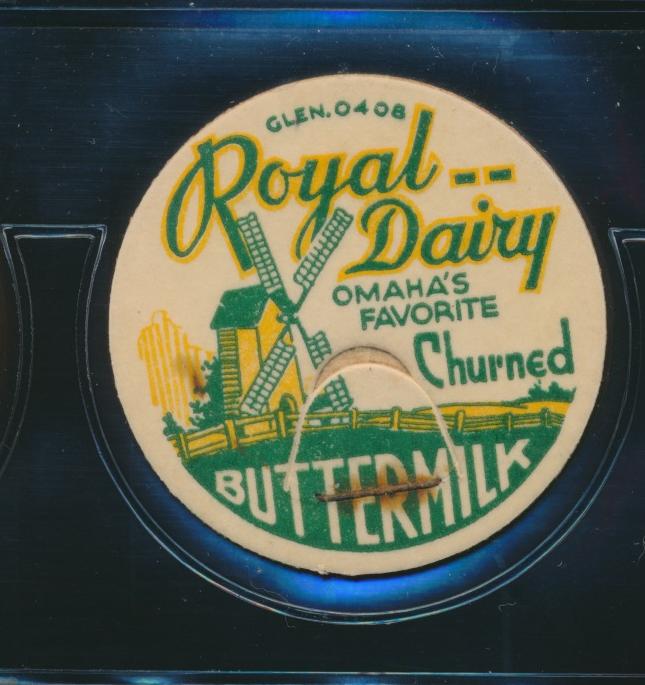 GLEN. 0408
Royal --
Dairy
OMAHA'S
FAVORITE
Churned
BUTTERMILK